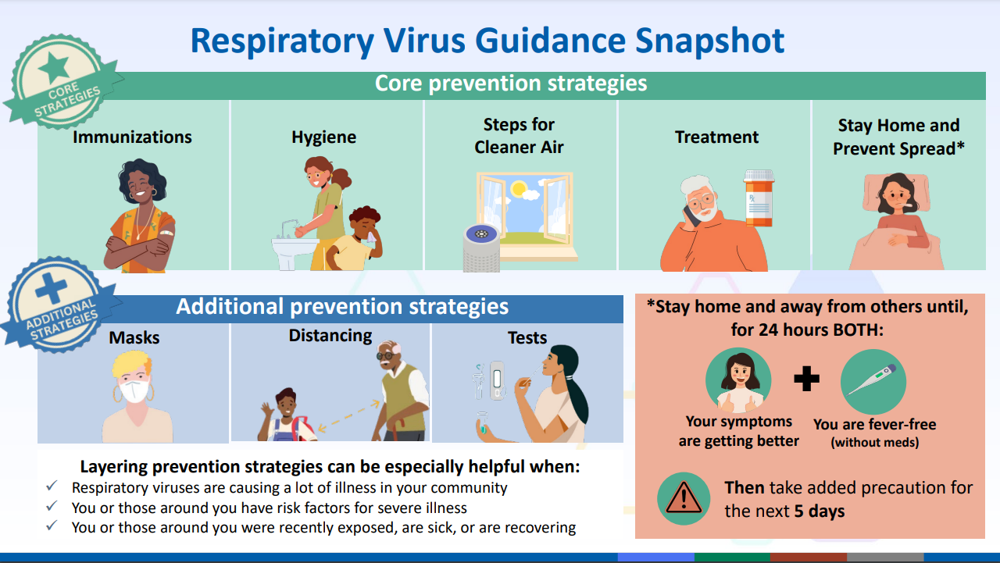 Respiratory Virus Guidance Snapshot
CORE
STRATEGIES
Core prevention strategies
Immunizations
Hygiene
Steps for
Cleaner Air
Treatment
Rx
Stay Home and
Prevent Spread*
ADDITIONAL
STRATEGIES
Additional prevention strategies
Masks
Distancing
Tests
Layering prevention strategies can be especially helpful when:
✓ Respiratory viruses are causing a lot of illness in your community
✓ You or those around you have risk factors for severe illness
✓ You or those around you were recently exposed, are sick, or are recovering
*Stay home and away from others until,
for 24 hours BOTH:
Your symptoms
are getting better
You are fever-free
(without meds)
Then take added precaution for
the next 5 days